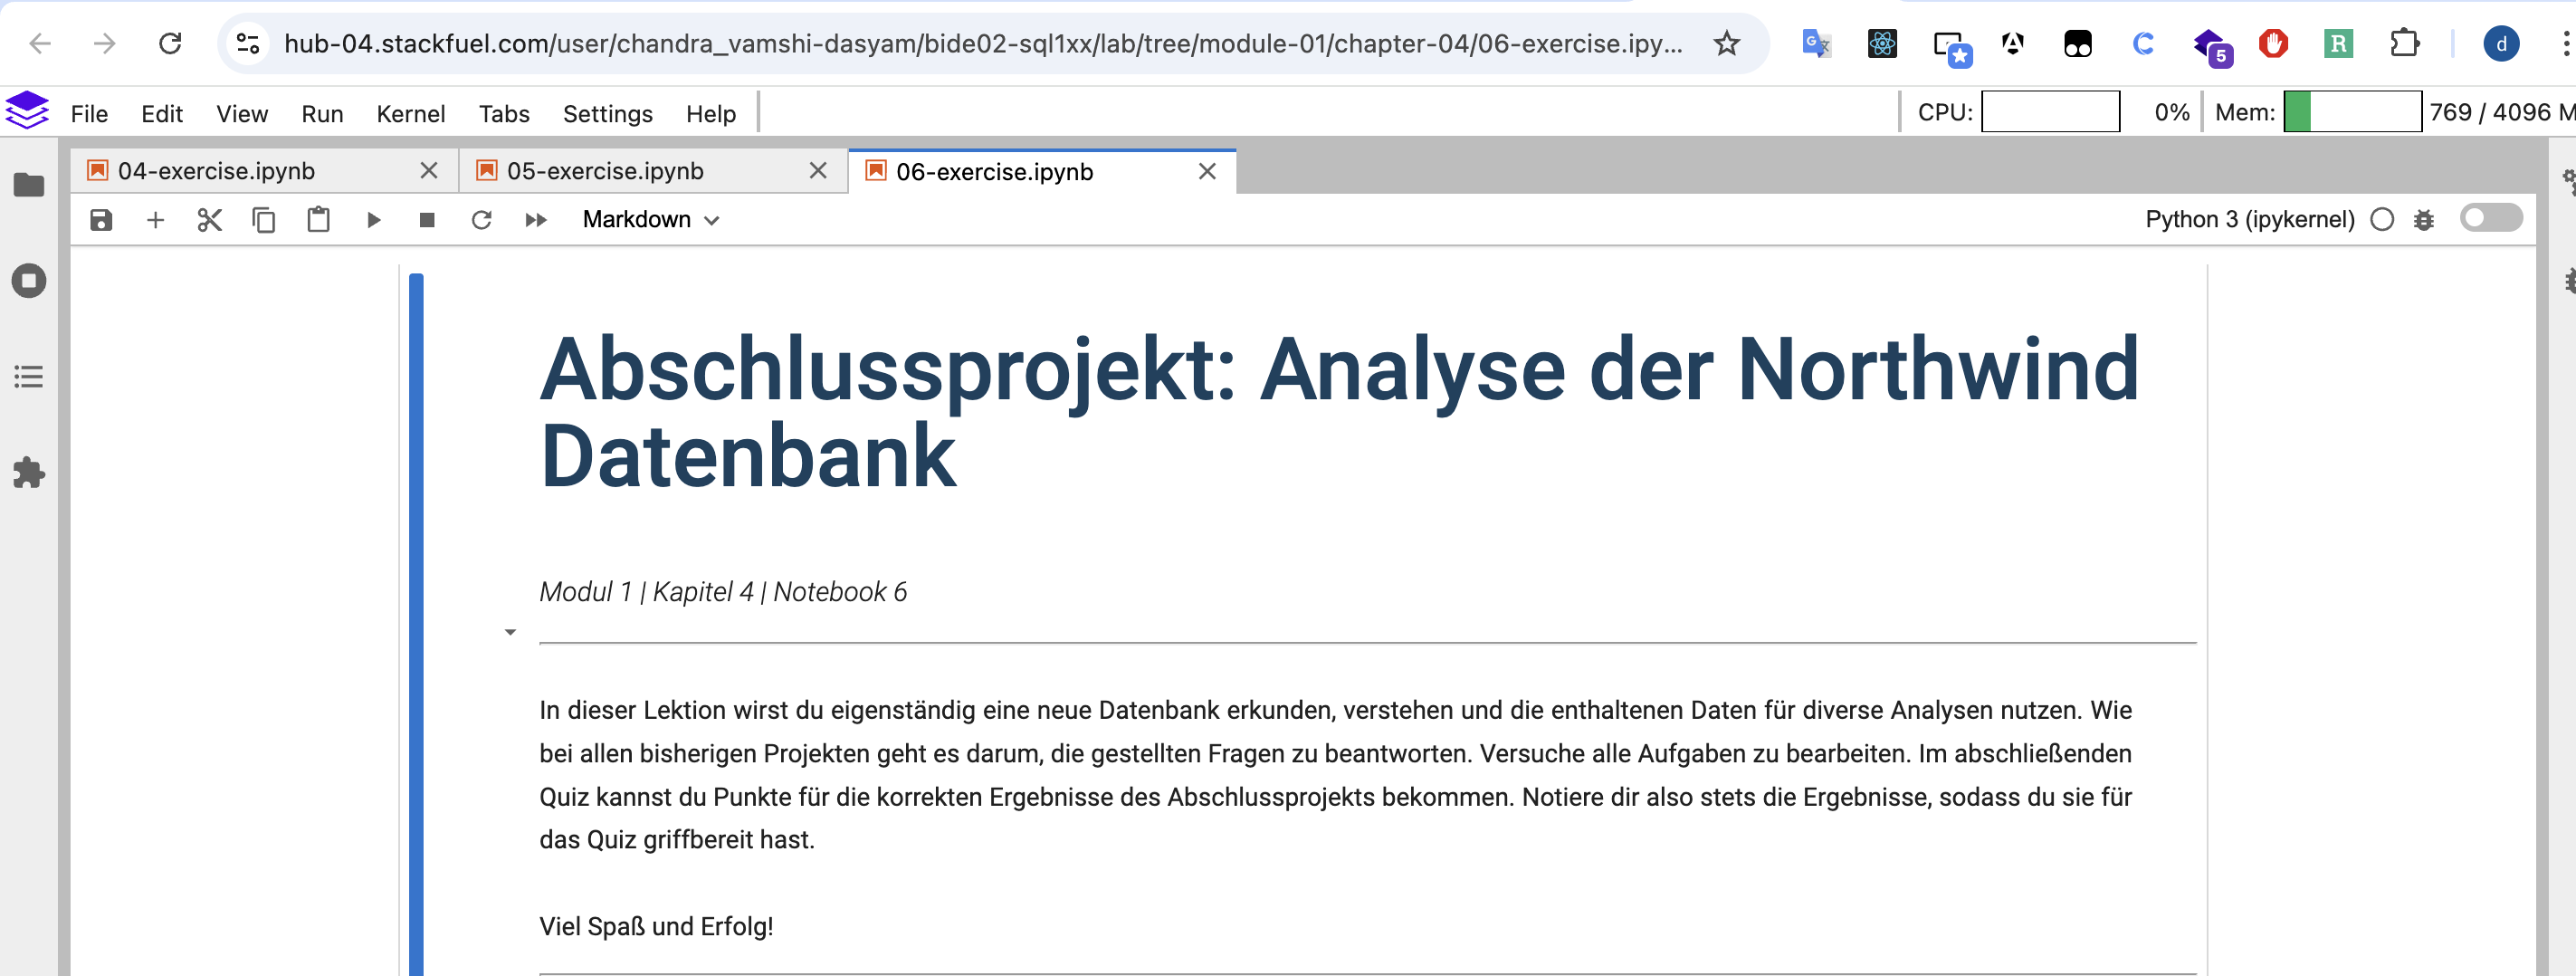 hub-04.stackfuel.com/user/chandra_vamshi-dasyam/bide02-sql1xx/lab/tree/module-01/chapter-04/06-exercise.ipy...
5
R
d
File Edit View Run Kernel Tabs Settings Help
CPU: 0% Mem: 769 / 4096 M
04-exercise.ipynb
05-exercise.ipynb
06-exercise.ipynb
Markdown
Python 3 (ipykernel)
Abschlussprojekt: Analyse der Northwind
Datenbank
Modul 1 | Kapitel 4 | Notebook 6
In dieser Lektion wirst du eigenständig eine neue Datenbank erkunden, verstehen und die enthaltenen Daten für diverse Analysen nutzen. Wie
bei allen bisherigen Projekten geht es darum, die gestellten Fragen zu beantworten. Versuche alle Aufgaben zu bearbeiten. Im abschließenden
Quiz kannst du Punkte für die korrekten Ergebnisse des Abschlussprojekts bekommen. Notiere dir also stets die Ergebnisse, sodass du sie für
das Quiz griffbereit hast.
Viel Spaß und Erfolg!